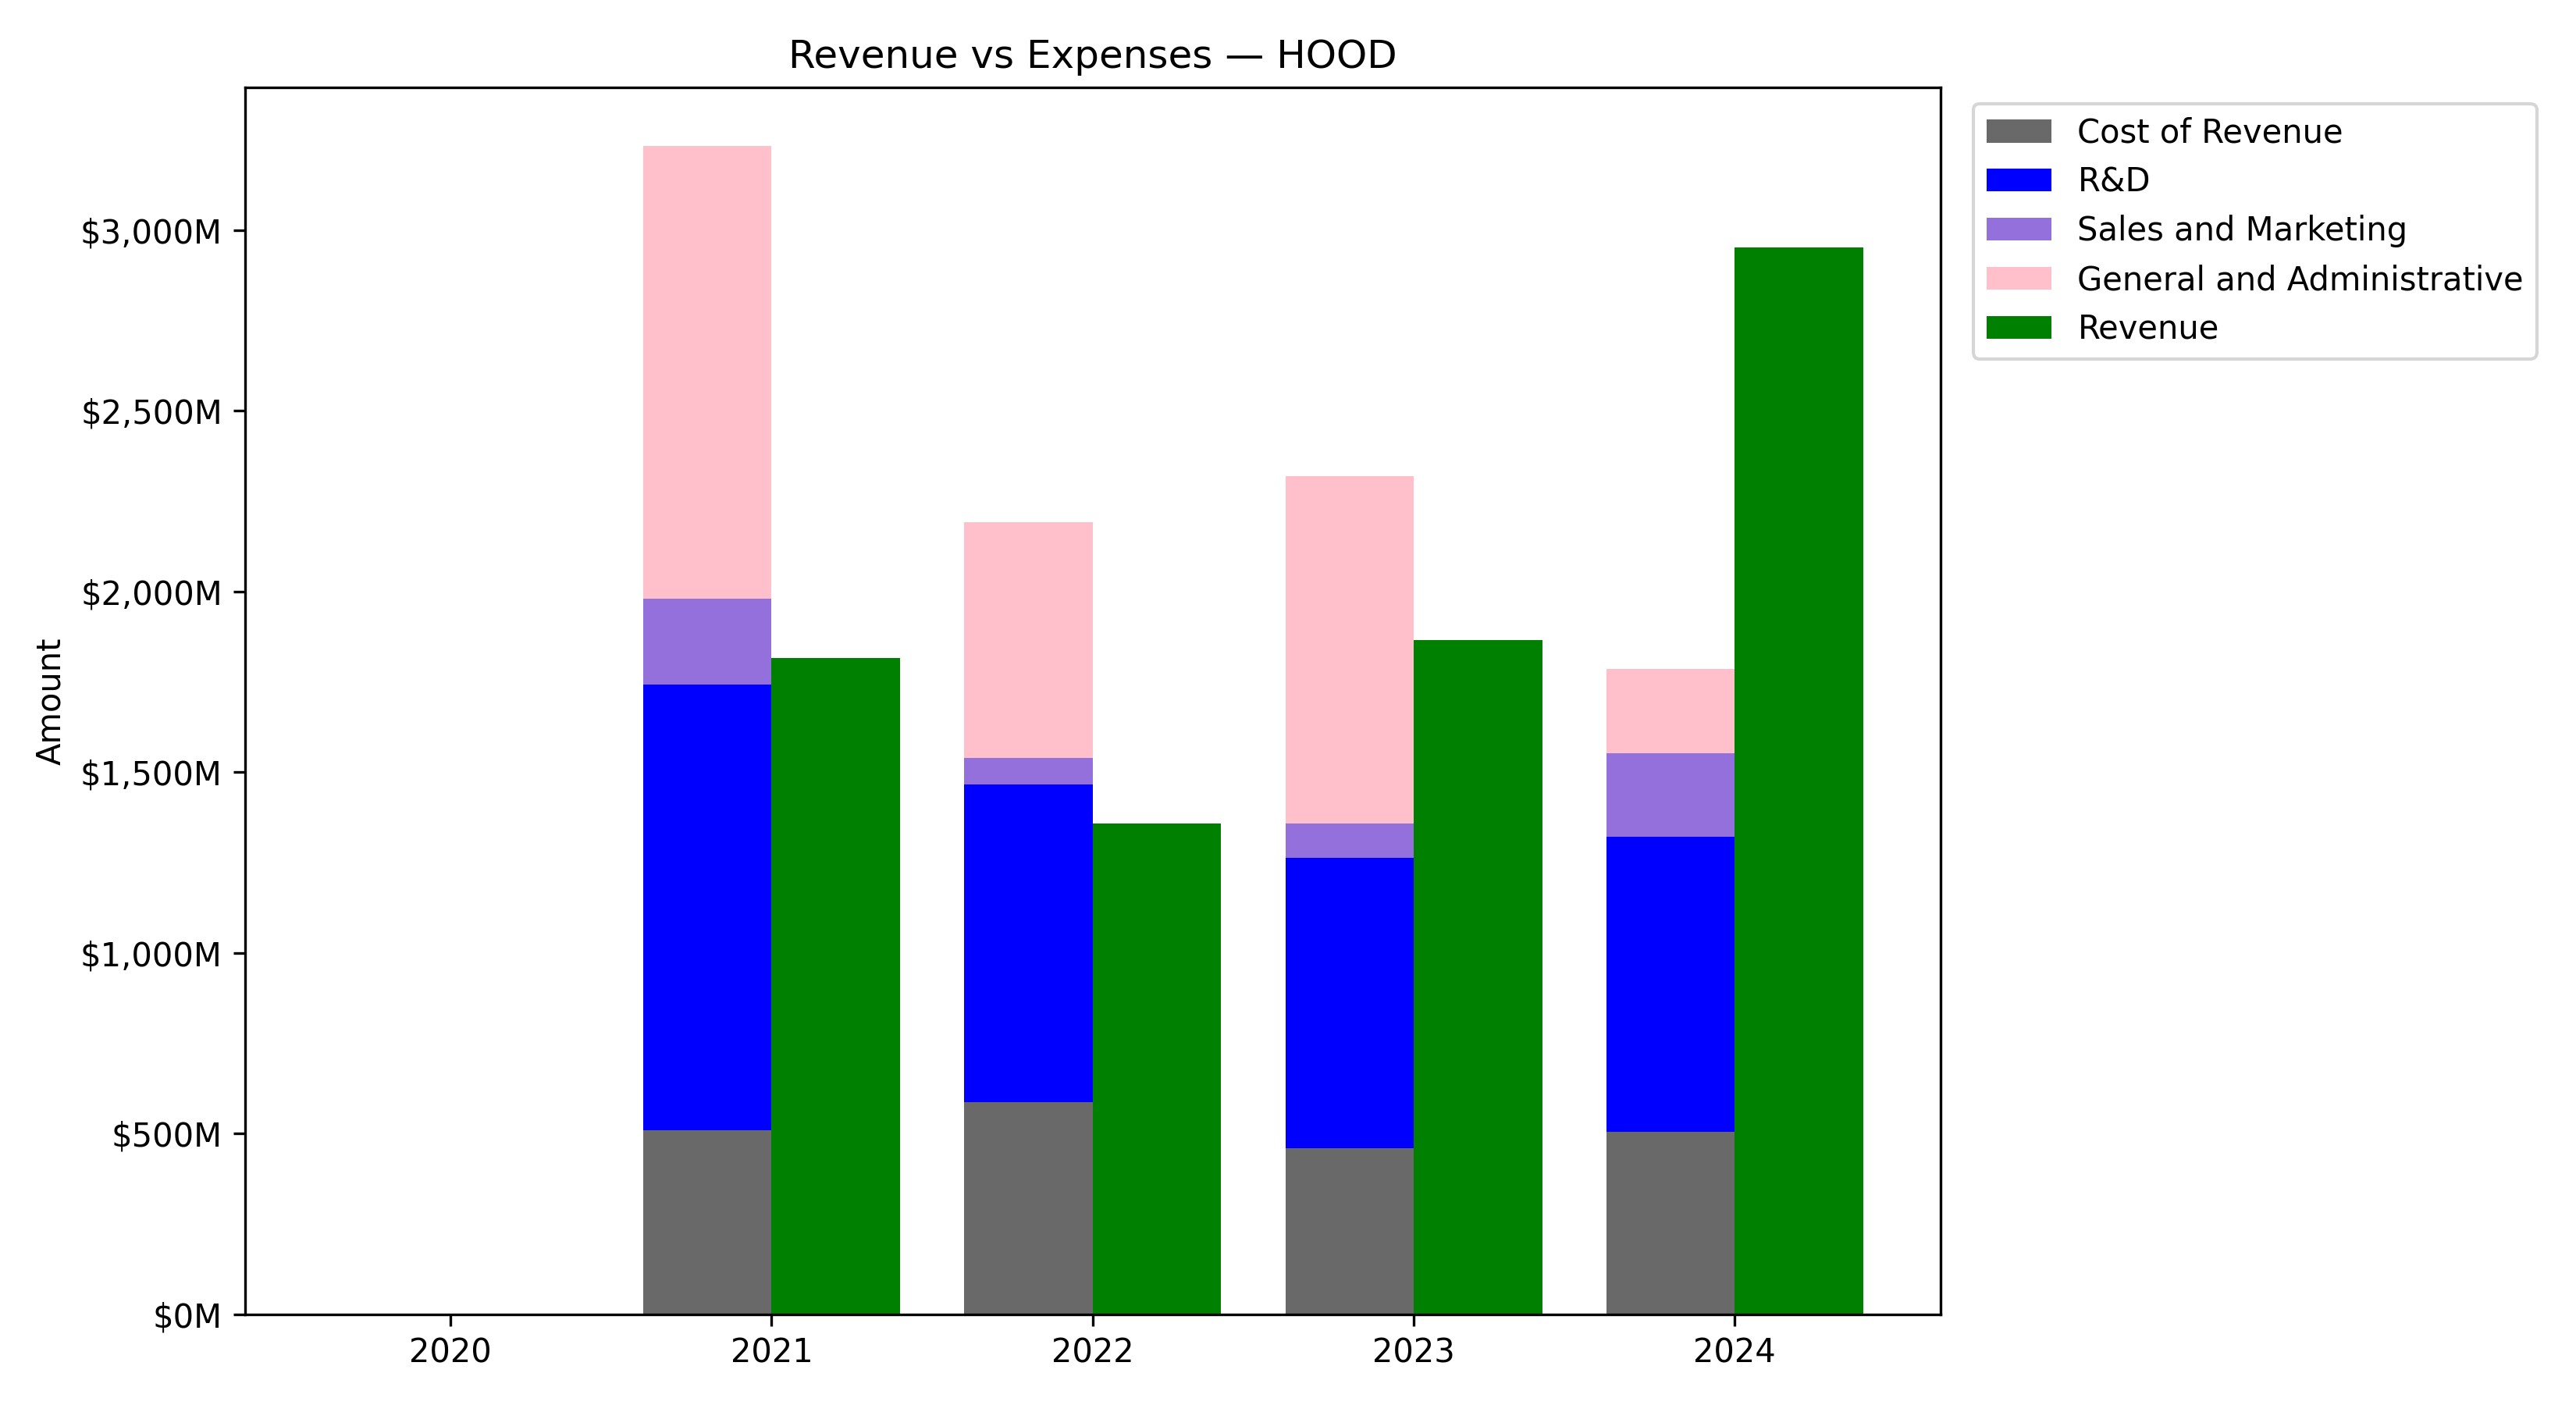 Revenue vs Expenses — HOOD
Amount
$3,000M
$2,500M
$2,000M
$1,500M
$1,000M
$500M
$0M
2020
2021
2022
2023
2024
Cost of Revenue
R&D
Sales and Marketing
General and Administrative
Revenue